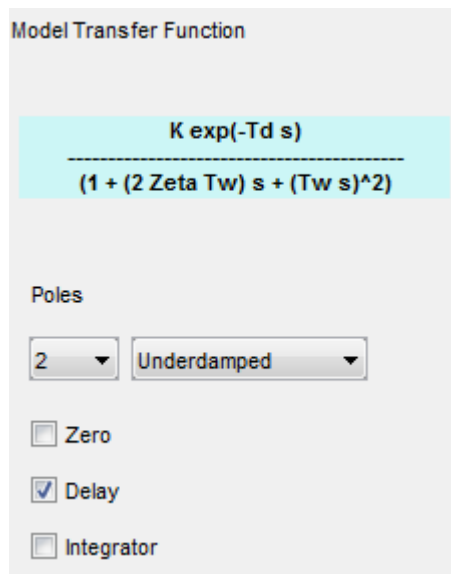 Model Transfer Function
K exp(-Td s)
-------------------------------------------
(1 + (2 Zeta Tw) s + (Tw s)^2)
Poles
2 Underdamped
Zero
Delay
Integrator